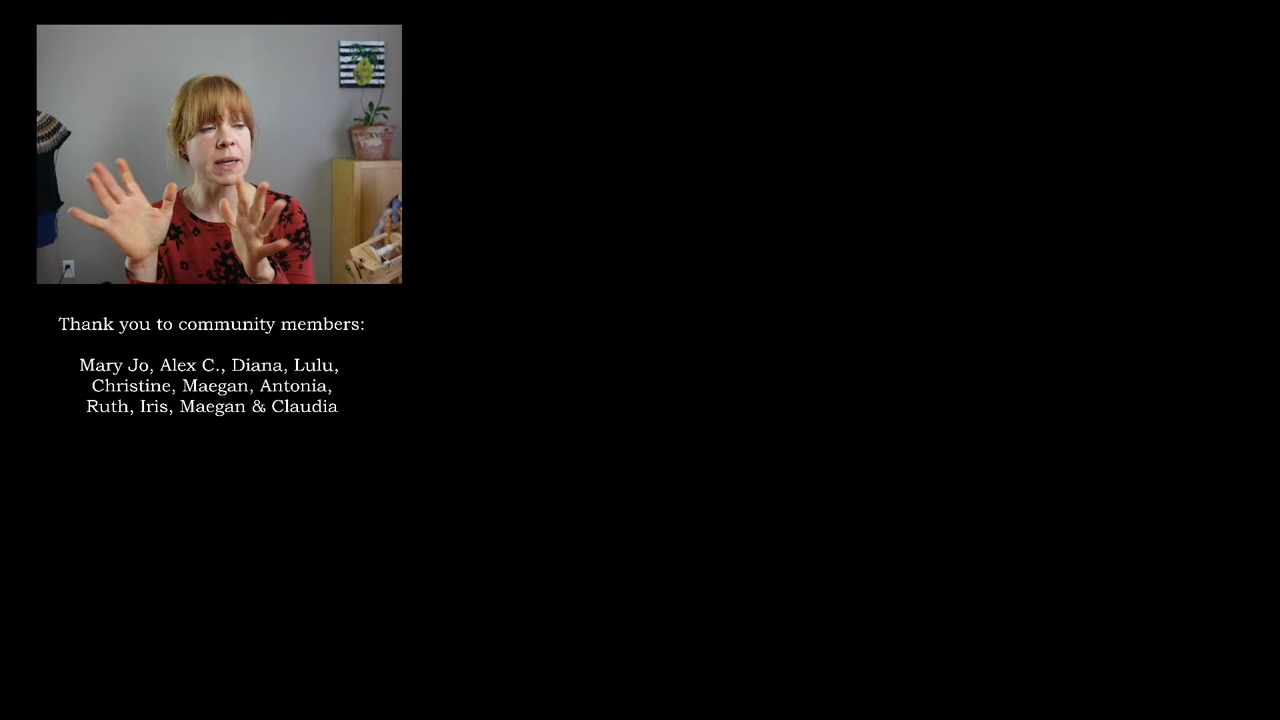 Thank you to community members:
Mary Jo, Alex C., Diana, Lulu,
Christine, Maegan, Antonia,
Ruth, Iris, Maegan & Claudia